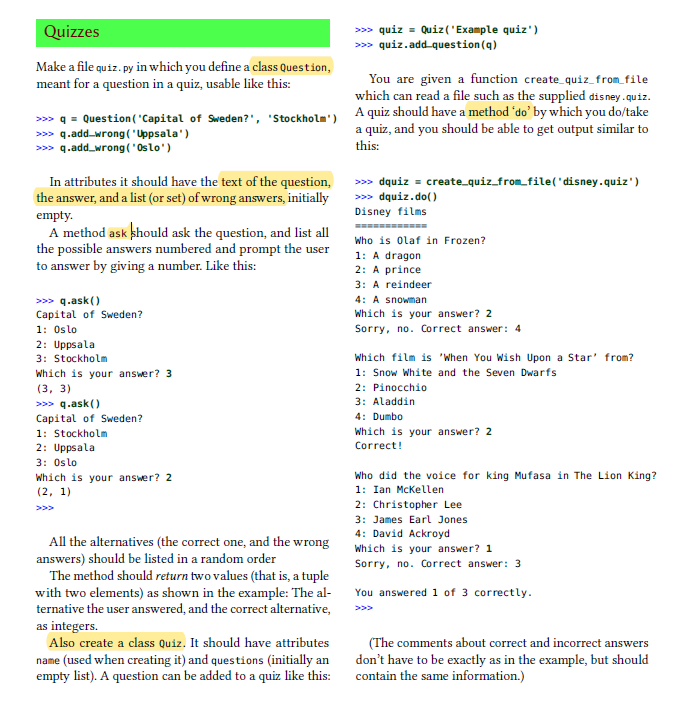 Quizzes
Make a file quiz.py in which you define a class Question,
meant for a question in a quiz, usable like this:
>>> q = Question('Capital of Sweden?', 'Stockholm')
>>> q.add_wrong('Uppsala')
>>> q.add_wrong('Oslo')
In attributes it should have the text of the question,
the answer, and a list (or set) of wrong answers, initially
empty.
A method ask should ask the question, and list all
the possible answers numbered and prompt the user
to answer by giving a number. Like this:
>>> q.ask()
Capital of Sweden?
1: Oslo
2: Uppsala
3: Stockholm
Which is your answer? 3
(3, 3)
>>> q.ask()
Capital of Sweden?
1: Stockholm
2: Uppsala
3: Oslo
Which is your answer? 2
(2, 1)
>>>
All the alternatives (the correct one, and the wrong
answers) should be listed in a random order
The method should return two values (that is, a tuple
with two elements) as shown in the example: The al-
ternative the user answered, and the correct alternative,
as integers.
Also create a class Quiz. It should have attributes
name (used when creating it) and questions (initially an
empty list). A question can be added to a quiz like this:
>>> quiz = Quiz('Example quiz')
>>> quiz.add_question(q)
You are given a function create_quiz_from_file
which can read a file such as the supplied disney.quiz.
A quiz should have a method 'do' by which you do/take
a quiz, and you should be able to get output similar to
this:
>>> dquiz = create_quiz_from_file('disney.quiz')
>>> dquiz.do()
Disney films
============
Who is Olaf in Frozen?
1: A dragon
2: A prince
3: A reindeer
4: A snowman
Which is your answer? 2
Sorry, no. Correct answer: 4
Which film is 'When You Wish Upon a Star' from?
1: Snow White and the Seven Dwarfs
2: Pinocchio
3: Aladdin
4: Dumbo
Which is your answer? 2
Correct!
Who did the voice for king Mufasa in The Lion King?
1: Ian McKellen
2: Christopher Lee
3: James Earl Jones
4: David Ackroyd
Which is your answer? 1
Sorry, no. Correct answer: 3
You answered 1 of 3 correctly.
>>>
(The comments about correct and incorrect answers
don't have to be exactly as in the example, but should
contain the same information.)